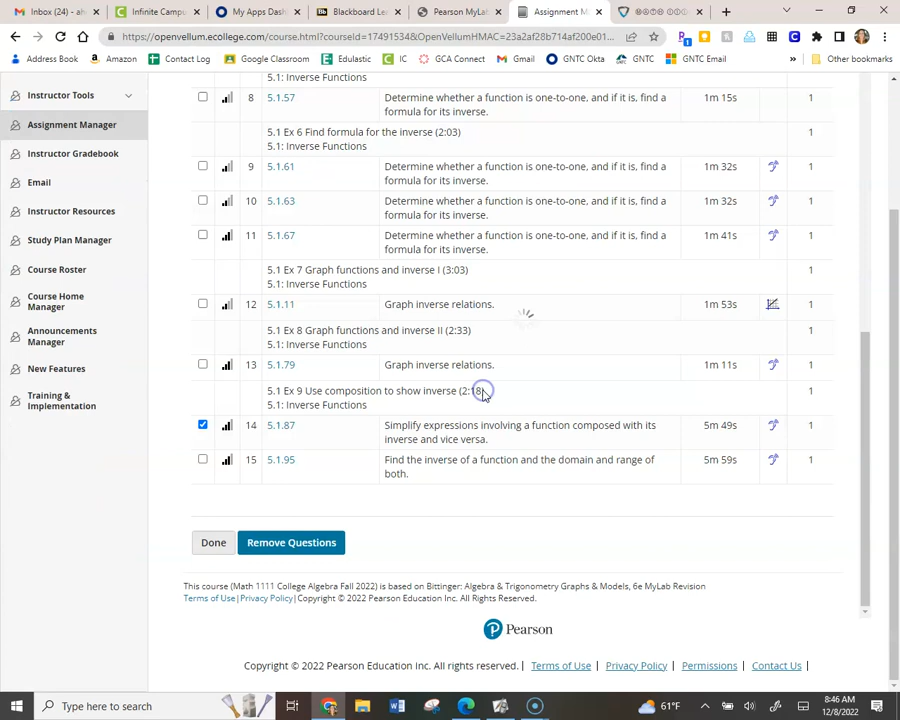 Inbox (24) - ah
Infinite Campu
My Apps Dash
Blackboard Le
Pearson MyLa
Assignment M
https://openvellum.ecollege.com/course.html?courseId=17491534&OpenVellumHMAC=23a2af28b714af200e01...
Address Book
Amazon
Contact Log
Google Classroom
Edulastic
IC
GCA Connect
Gmail
GNTC Okta
GNTC
GNTC Email
»
Other bookmarks
Instructor Tools
Assignment Manager
Instructor Gradebook
Email
Instructor Resources
Study Plan Manager
Course Roster
Course Home
Manager
Announcements
Manager
New Features
Training &
Implementation
5.1: Inverse Functions 1
8 5.1.57 Determine whether a function is one-to-one, and if it is, find a 1m 15s 1
formula for its inverse.
5.1 Ex 6 Find formula for the inverse (2:03) 1
5.1: Inverse Functions
9 5.1.61 Determine whether a function is one-to-one, and if it is, find a 1m 32s 1
formula for its inverse.
10 5.1.63 Determine whether a function is one-to-one, and if it is, find a 1m 32s 1
formula for its inverse.
11 5.1.67 Determine whether a function is one-to-one, and if it is, find a 1m 41s 1
formula for its inverse.
5.1 Ex 7 Graph functions and inverse I (3:03) 1
5.1: Inverse Functions
12 5.1.11 Graph inverse relations. 1m 53s 1
5.1 Ex 8 Graph functions and inverse II (2:33) 1
5.1: Inverse Functions
13 5.1.79 Graph inverse relations. 1m 11s 1
5.1 Ex 9 Use composition to show inverse (2:18) 1
5.1: Inverse Functions
14 5.1.87 Simplify expressions involving a function composed with its 5m 49s 1
inverse and vice versa.
15 5.1.95 Find the inverse of a function and the domain and range of 5m 59s 1
both.
Done
Remove Questions
This course (Math 1111 College Algebra Fall 2022) is based on Bittinger: Algebra & Trigonometry Graphs & Models, 6e MyLab Revision
Terms of Use|Privacy Policy|Copyright © 2022 Pearson Education Inc. All Rights Reserved.
Pearson
Copyright © 2022 Pearson Education Inc. All rights reserved. | Terms of Use | Privacy Policy | Permissions | Contact Us |
Type here to search
61°F
8:46 AM
12/8/2022